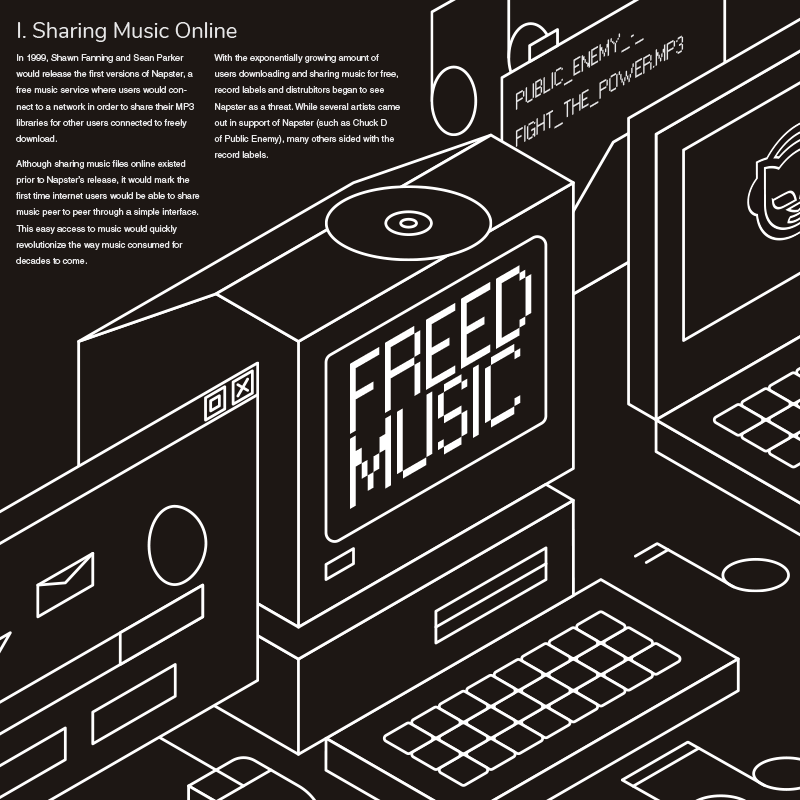 I. Sharing Music Online
In 1999, Shawn Fanning and Sean Parker
would release the first versions of Napster, a
free music service where users would con-
nect to a network in order to share their MP3
libraries for other users connected to freely
download.
Although sharing music files online existed
prior to Napster's release, it would mark the
first time internet users would be able to share
music peer to peer through a simple interface.
This easy access to music would quickly
revolutionize the way music consumed for
decades to come.
With the exponentially growing amount of
users downloading and sharing music for free,
record labels and distrubitors began to see
Napster as a threat. While several artists came
out in support of Napster (such as Chuck D
of Public Enemy), many others sided with the
record labels.
PUBLIC_ENEMY_-_
FIGHT_THE_POWER.MP3
FREED
MUSIC